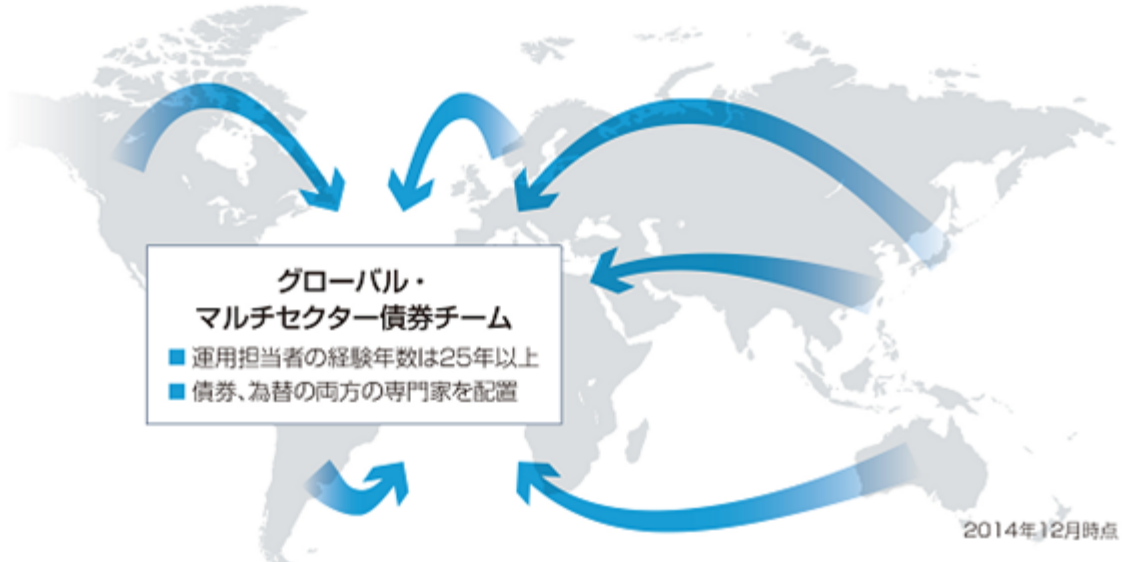 グローバル・
マルチセクター債券チーム
■ 運用担当者の経験年数は25年以上
■ 債券、為替の両方の専門家を配置
2014年12月時点